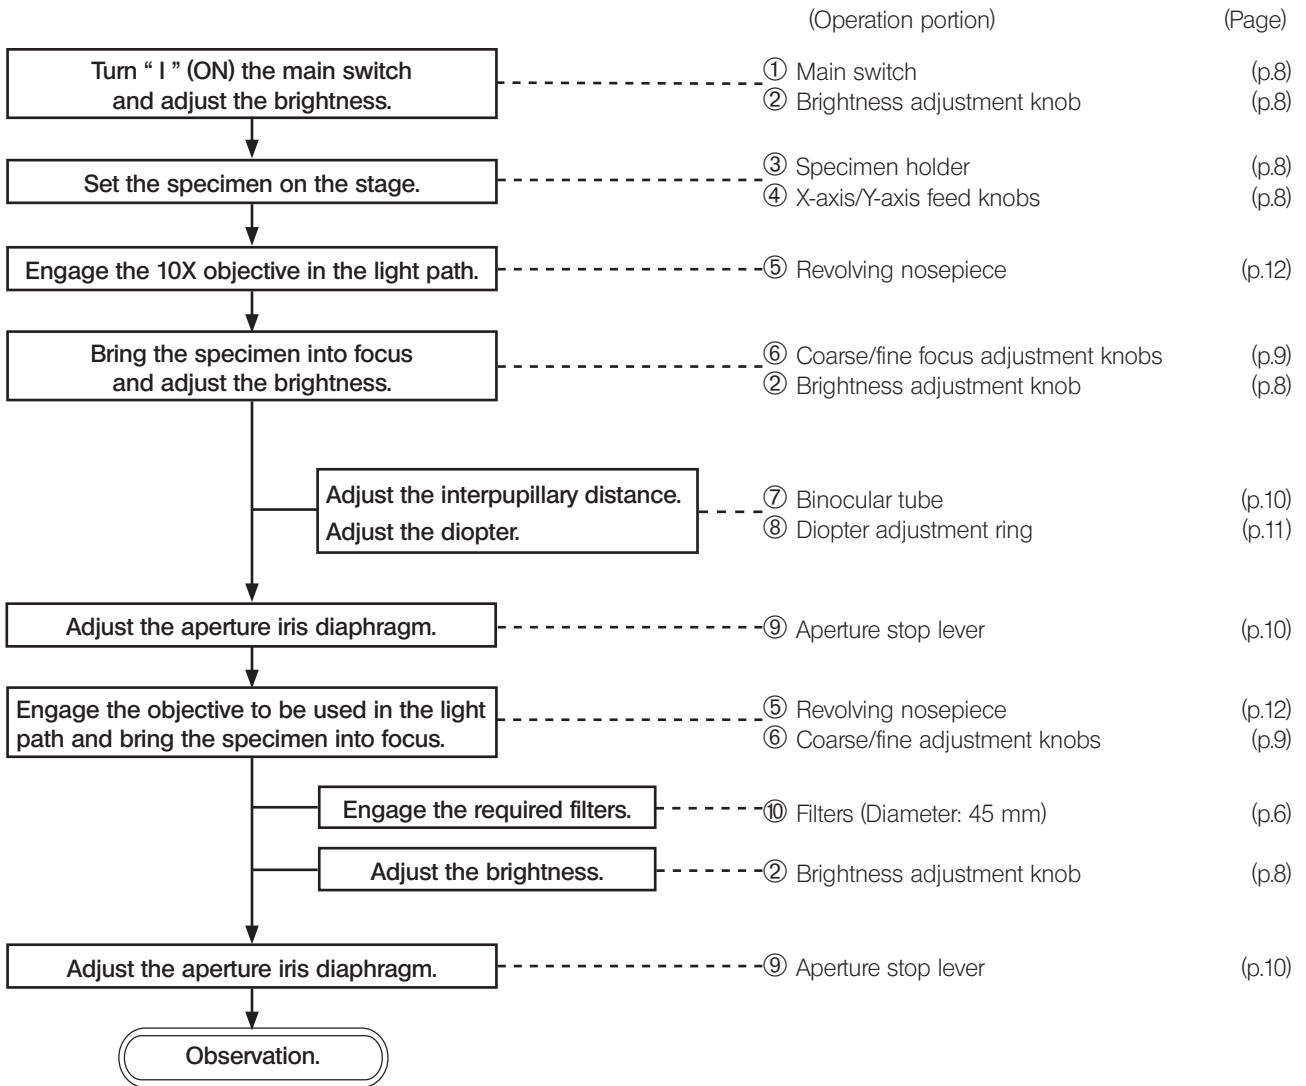 (Operation portion) (Page)
Turn “ I ” (ON) the main switch
and adjust the brightness.
① Main switch (p.8)
② Brightness adjustment knob (p.8)
Set the specimen on the stage.
③ Specimen holder (p.8)
④ X-axis/Y-axis feed knobs (p.8)
Engage the 10X objective in the light path.
⑤ Revolving nosepiece (p.12)
Bring the specimen into focus
and adjust the brightness.
⑥ Coarse/fine focus adjustment knobs (p.9)
② Brightness adjustment knob (p.8)
Adjust the interpupillary distance.
Adjust the diopter.
⑦ Binocular tube (p.10)
⑧ Diopter adjustment ring (p.11)
Adjust the aperture iris diaphragm.
⑨ Aperture stop lever (p.10)
Engage the objective to be used in the light
path and bring the specimen into focus.
⑤ Revolving nosepiece (p.12)
⑥ Coarse/fine adjustment knobs (p.9)
Engage the required filters.
⑩ Filters (Diameter: 45 mm) (p.6)
Adjust the brightness.
② Brightness adjustment knob (p.8)
Adjust the aperture iris diaphragm.
⑨ Aperture stop lever (p.10)
Observation.